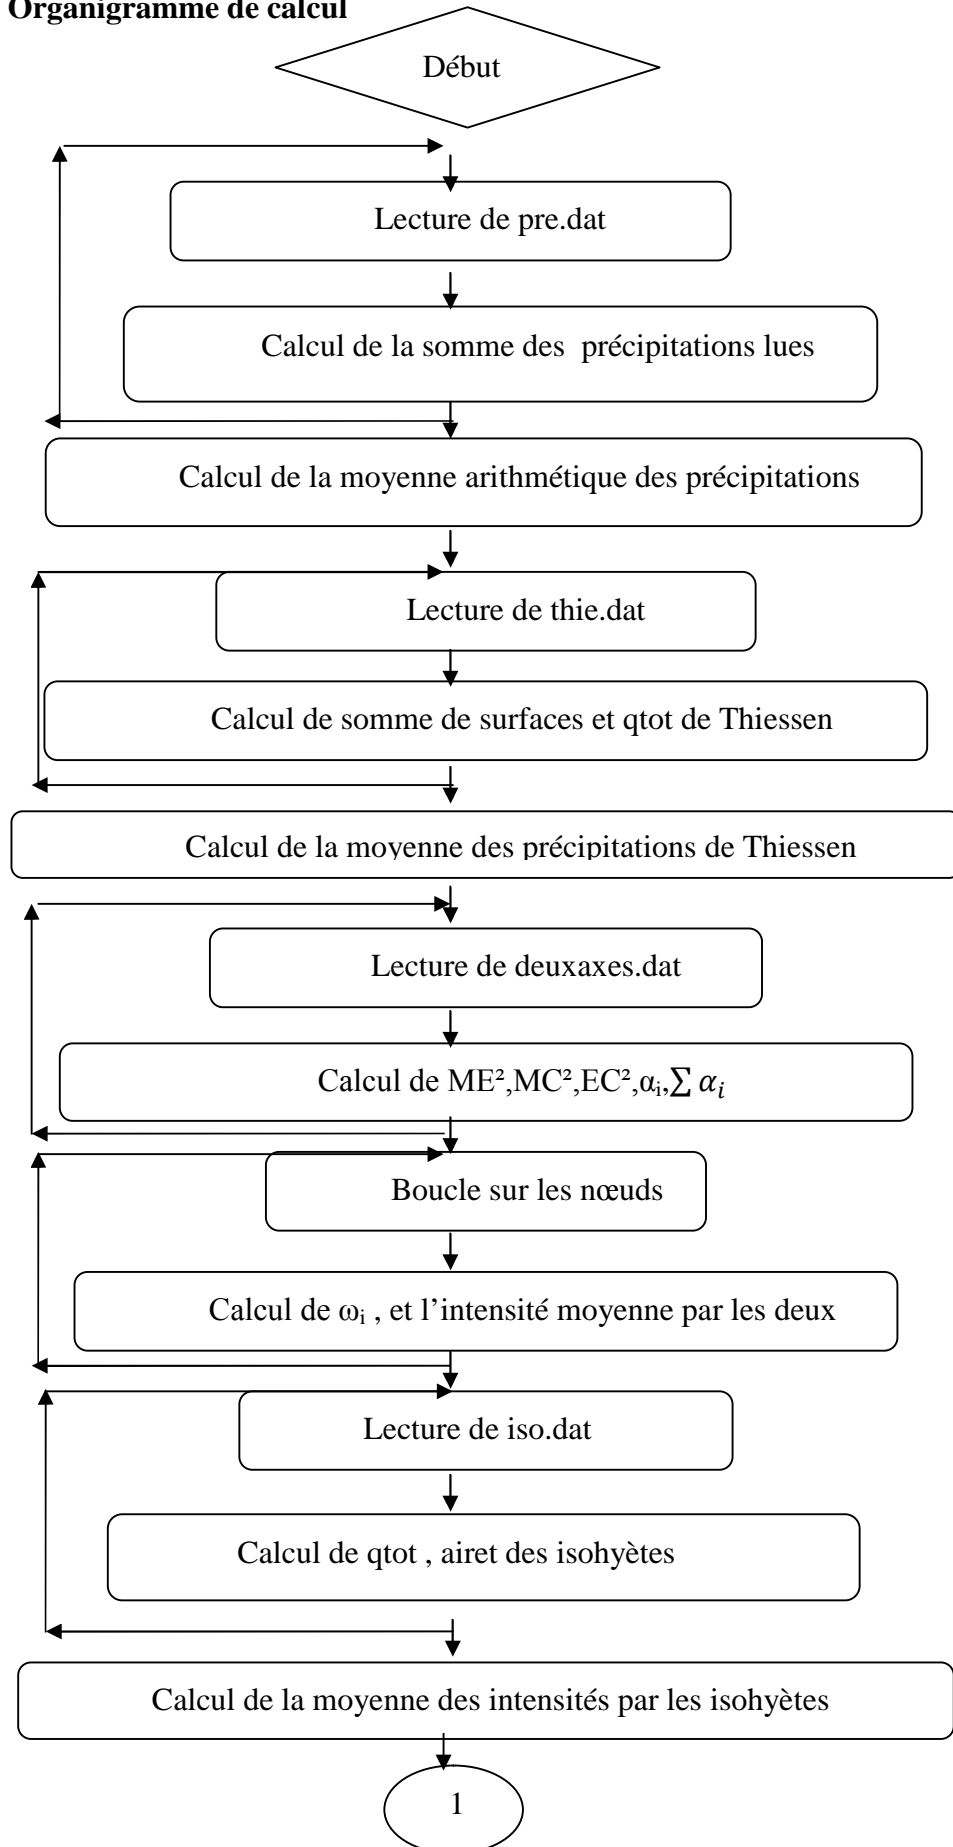 Organigramme de calcul
Début
Lecture de pre.dat
Calcul de la somme des précipitations lues
Calcul de la moyenne arithmétique des précipitations
Lecture de thie.dat
Calcul de somme de surfaces et qtot de Thiessen
Calcul de la moyenne des précipitations de Thiessen
Lecture de deuxaxes.dat
Calcul de ME²,MC²,EC²,αᵢ,∑ 𝛼ᵢ
Boucle sur les nœuds
Calcul de ωᵢ , et l’intensité moyenne par les deux
Lecture de iso.dat
Calcul de qtot , airet des isohyètes
Calcul de la moyenne des intensités par les isohyètes
1